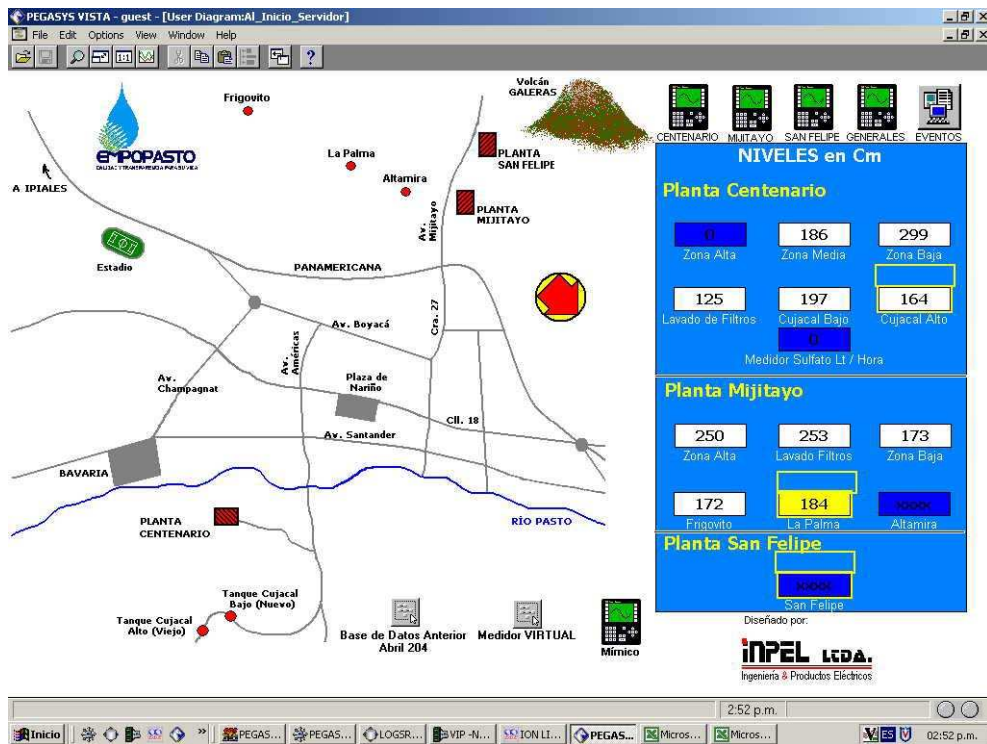 PEGASYS VISTA - guest - [User Diagram:Al_Inicio_Servidor]
File Edit Options View Window Help
Frigovito
Volcán
GALERAS
EMPOPASTO
A IPIALES
La Palma
Altamira
PLANTA
SAN FELIPE
PLANTA
MIJITAYO
Av.
Mijitayo
Estadio
PANAMERICANA
Av. Boyacá
Cra. 27
Av.
Américas
Av.
Champagnat
Plaza de
Nariño
Cll. 18
Av. Santander
BAVARIA
RÍO PASTO
PLANTA
CENTENARIO
Tanque Cujacal
Bajo (Nuevo)
Tanque Cujacal
Alto (Viejo)
Base de Datos Anterior
Abril 204
Medidor VIRTUAL
Mímico
CENTENARIO MIJITAYO SAN FELIPE GENERALES EVENTOS
NIVELES en Cm
Planta Centenario
0 186 299
Zona Alta Zona Media Zona Baja
125 197 164
Lavado de Filtros Cujacal Bajo Cujacal Alto
0
Medidor Sulfato Lt / Hora
Planta Mijitayo
250 253 173
Zona Alta Lavado Filtros Zona Baja
172 184 xxxx
Frigovito La Palma Altamira
Planta San Felipe
xxxx
San Felipe
Diseñado por:
iNPEL LTDA.
Ingeniería & Productos Eléctricos
2:52 p.m.
Inicio PEGAS... PEGAS... LOGSR... VIP -N... ION LI... PEGAS... Micros... Micros... ES 02:52 p.m.